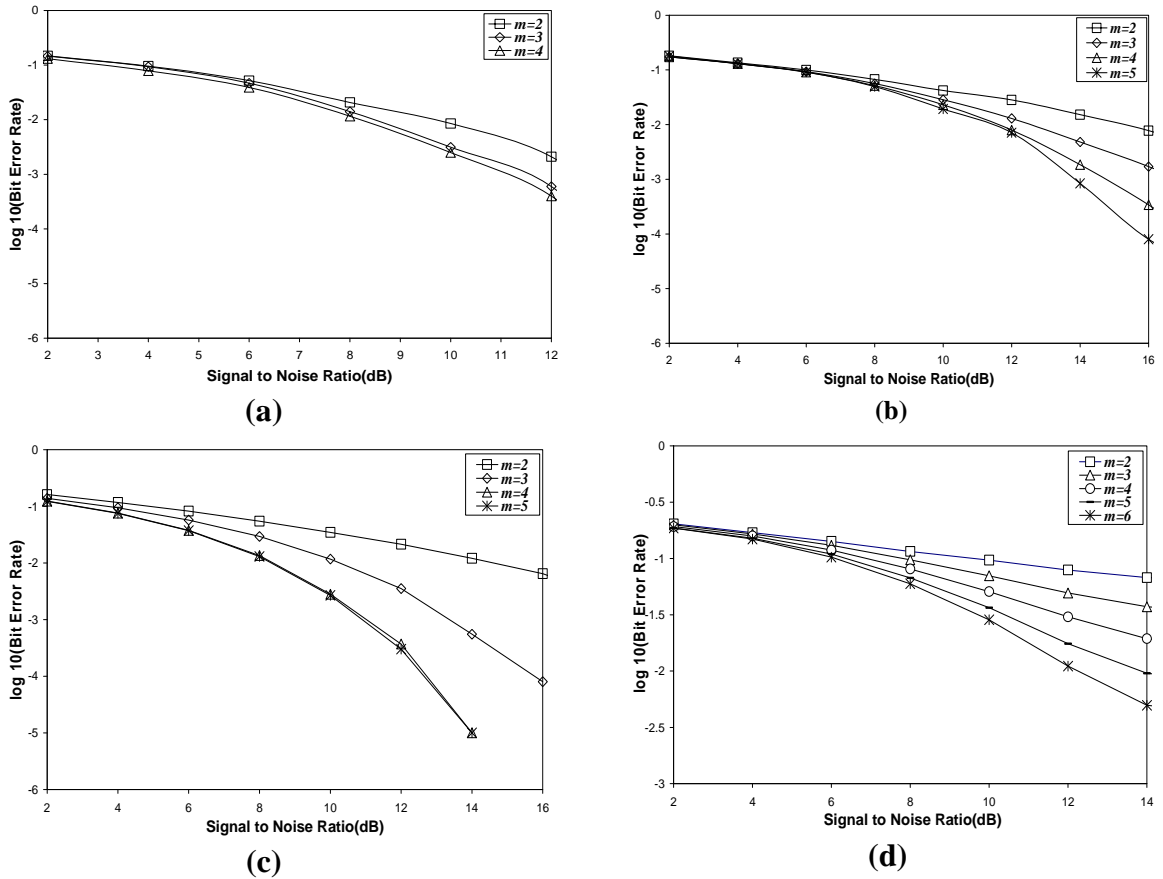 0
-1
-2
-3
-4
-5
-6
log 10(Bit Error Rate)
2 3 4 5 6 7 8 9 10 11 12
Signal to Noise Ratio(dB)
m=2
m=3
m=4
(a)
0
-1
-2
-3
-4
-5
-6
log 10(Bit Error Rate)
2 4 6 8 10 12 14 16
Signal to Noise Ratio(dB)
m=2
m=3
m=4
m=5
(b)
0
-1
-2
-3
-4
-5
-6
log 10(Bit Error Rate)
2 4 6 8 10 12 14 16
Signal to Noise Ratio(dB)
m=2
m=3
m=4
m=5
(c)
0
-0.5
-1
-1.5
-2
-2.5
-3
log 10(Bit Error Rate)
2 4 6 8 10 12 14
Signal to Noise Ratio(dB)
m=2
m=3
m=4
m=5
m=6
(d)